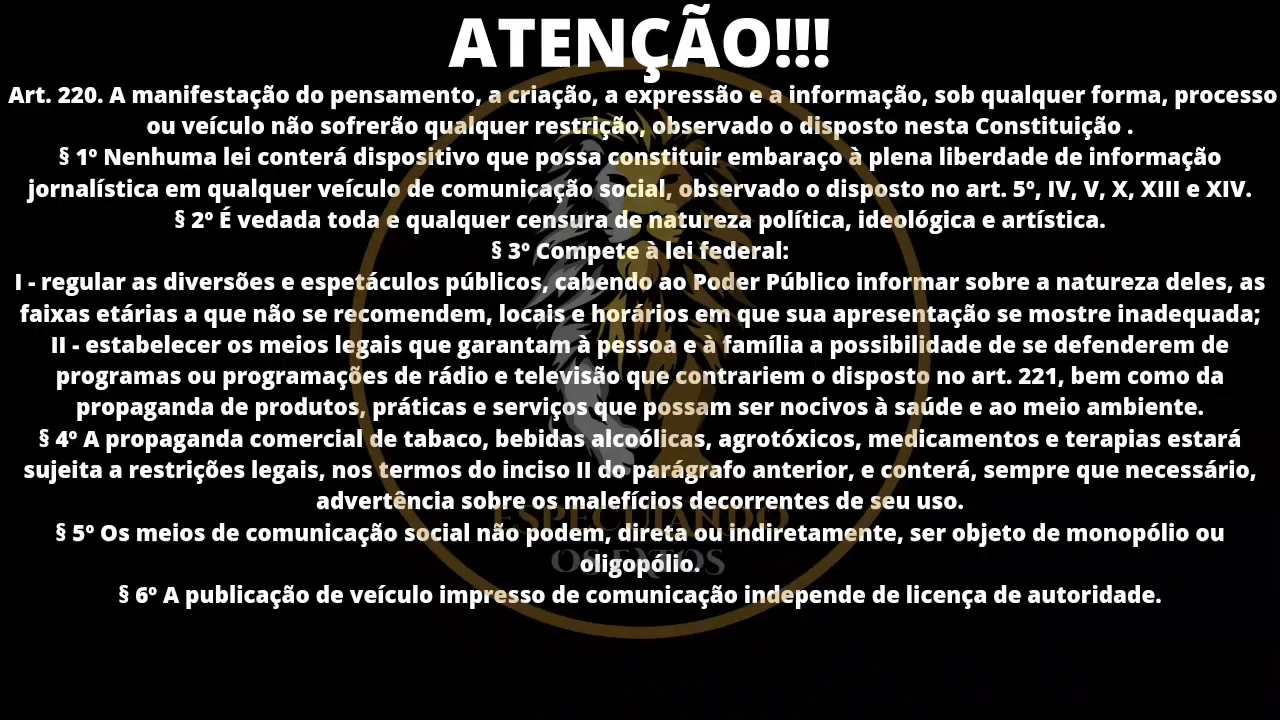 ATENÇÃO!!!
Art. 220. A manifestação do pensamento, a criação, a expressão e a informação, sob qualquer forma, processo
ou veículo não sofrerão qualquer restrição, observado o disposto nesta Constituição .
§ 1º Nenhuma lei conterá dispositivo que possa constituir embaraço à plena liberdade de informação
jornalística em qualquer veículo de comunicação social, observado o disposto no art. 5º, IV, V, X, XIII e XIV.
§ 2º É vedada toda e qualquer censura de natureza política, ideológica e artística.
§ 3º Compete à lei federal:
I - regular as diversões e espetáculos públicos, cabendo ao Poder Público informar sobre a natureza deles, as
faixas etárias a que não se recomendem, locais e horários em que sua apresentação se mostre inadequada;
II - estabelecer os meios legais que garantam à pessoa e à família a possibilidade de se defenderem de
programas ou programações de rádio e televisão que contrariem o disposto no art. 221, bem como da
propaganda de produtos, práticas e serviços que possam ser nocivos à saúde e ao meio ambiente.
§ 4º A propaganda comercial de tabaco, bebidas alcoólicas, agrotóxicos, medicamentos e terapias estará
sujeita a restrições legais, nos termos do inciso II do parágrafo anterior, e conterá, sempre que necessário,
advertência sobre os malefícios decorrentes de seu uso.
ESPECULANDO
§ 5º Os meios de comunicação social não podem, direta ou indiretamente, ser objeto de monopólio ou
oligopólio.
§ 6º A publicação de veículo impresso de comunicação independe de licença de autoridade.